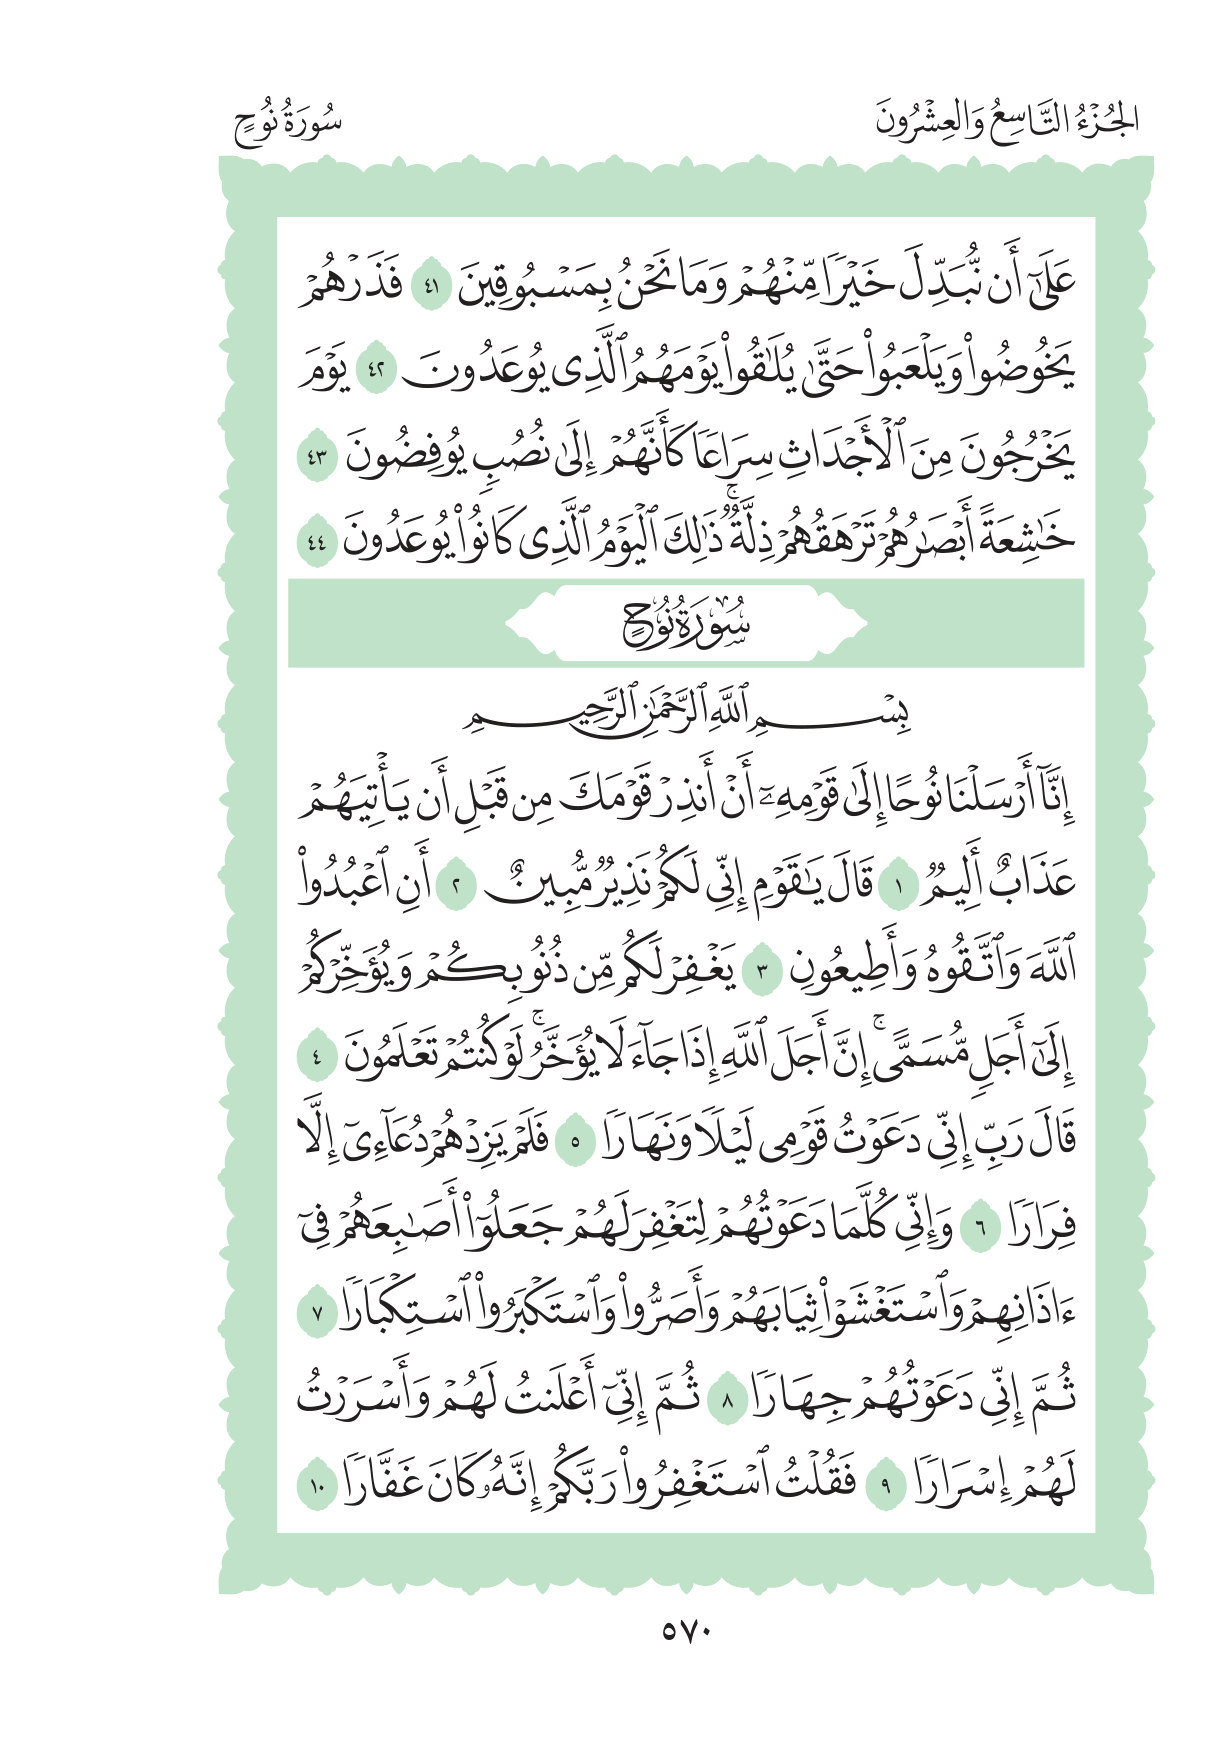 الجُزْءُ التَّاسِعُ وَالعِشْرُونَ
سُورَةُ نُوحٍ
عَلَىٰٓ أَن نُّبَدِّلَ خَيْرًا مِّنْهُمْ وَمَا نَحْنُ بِمَسْبُوقِينَ ٤١ فَذَرْهُمْ
يَخُوضُوا۟ وَيَلْعَبُوا۟ حَتَّىٰ يُلَٰقُوا۟ يَوْمَهُمُ ٱلَّذِى يُوعَدُونَ ٤٢ يَوْمَ
يَخْرُجُونَ مِنَ ٱلْأَجْدَاثِ سِرَاعًا كَأَنَّهُمْ إِلَىٰ نُصُبٍ يُوفِضُونَ ٤٣
خَٰشِعَةً أَبْصَٰرُهُمْ تَرْهَقُهُمْ ذِلَّةٌ ۚ ذَٰلِكَ ٱلْيَوْمُ ٱلَّذِى كَانُوا۟ يُوعَدُونَ ٤٤
سُورَةُ نُوحٍ
بِسْمِ ٱللَّهِ ٱلرَّحْمَٰنِ ٱلرَّحِيمِ
إِنَّآ أَرْسَلْنَا نُوحًا إِلَىٰ قَوْمِهِۦٓ أَنْ أَنذِرْ قَوْمَكَ مِن قَبْلِ أَن يَأْتِيَهُمْ
عَذَابٌ أَلِيمٌ ١ قَالَ يَٰقَوْمِ إِنِّى لَكُمْ نَذِيرٌ مُّبِينٌ ٢ أَنِ ٱعْبُدُوا۟
ٱللَّهَ وَٱتَّقُوهُ وَأَطِيعُونِ ٣ يَغْفِرْ لَكُم مِّن ذُنُوبِكُمْ وَيُؤَخِّرْكُمْ
إِلَىٰٓ أَجَلٍ مُّسَمًّى ۚ إِنَّ أَجَلَ ٱللَّهِ إِذَا جَآءَ لَا يُؤَخَّرُ ۚ لَوْ كُنتُمْ تَعْلَمُونَ ٤
قَالَ رَبِّ إِنِّى دَعَوْتُ قَوْمِى لَيْلًا وَنَهَارًا ٥ فَلَمْ يَزِدْهُمْ دُعَآءِىٓ إِلَّا
فِرَارًا ٦ وَإِنِّى كُلَّمَا دَعَوْتُهُمْ لِتَغْفِرَ لَهُمْ جَعَلُوٓا۟ أَصَٰبِعَهُمْ فِىٓ
ءَاذَانِهِمْ وَٱسْتَغْشَوْا۟ ثِيَابَهُمْ وَأَصَرُّوا۟ وَٱسْتَكْبَرُوا۟ ٱسْتِكْبَارًا ٧
ثُمَّ إِنِّى دَعَوْتُهُمْ جِهَارًا ٨ ثُمَّ إِنِّىٓ أَعْلَنتُ لَهُمْ وَأَسْرَرْتُ
لَهُمْ إِسْرَارًا ٩ فَقُلْتُ ٱسْتَغْفِرُوا۟ رَبَّكُمْ إِنَّهُۥ كَانَ غَفَّارًا ١٠
٥٧٠